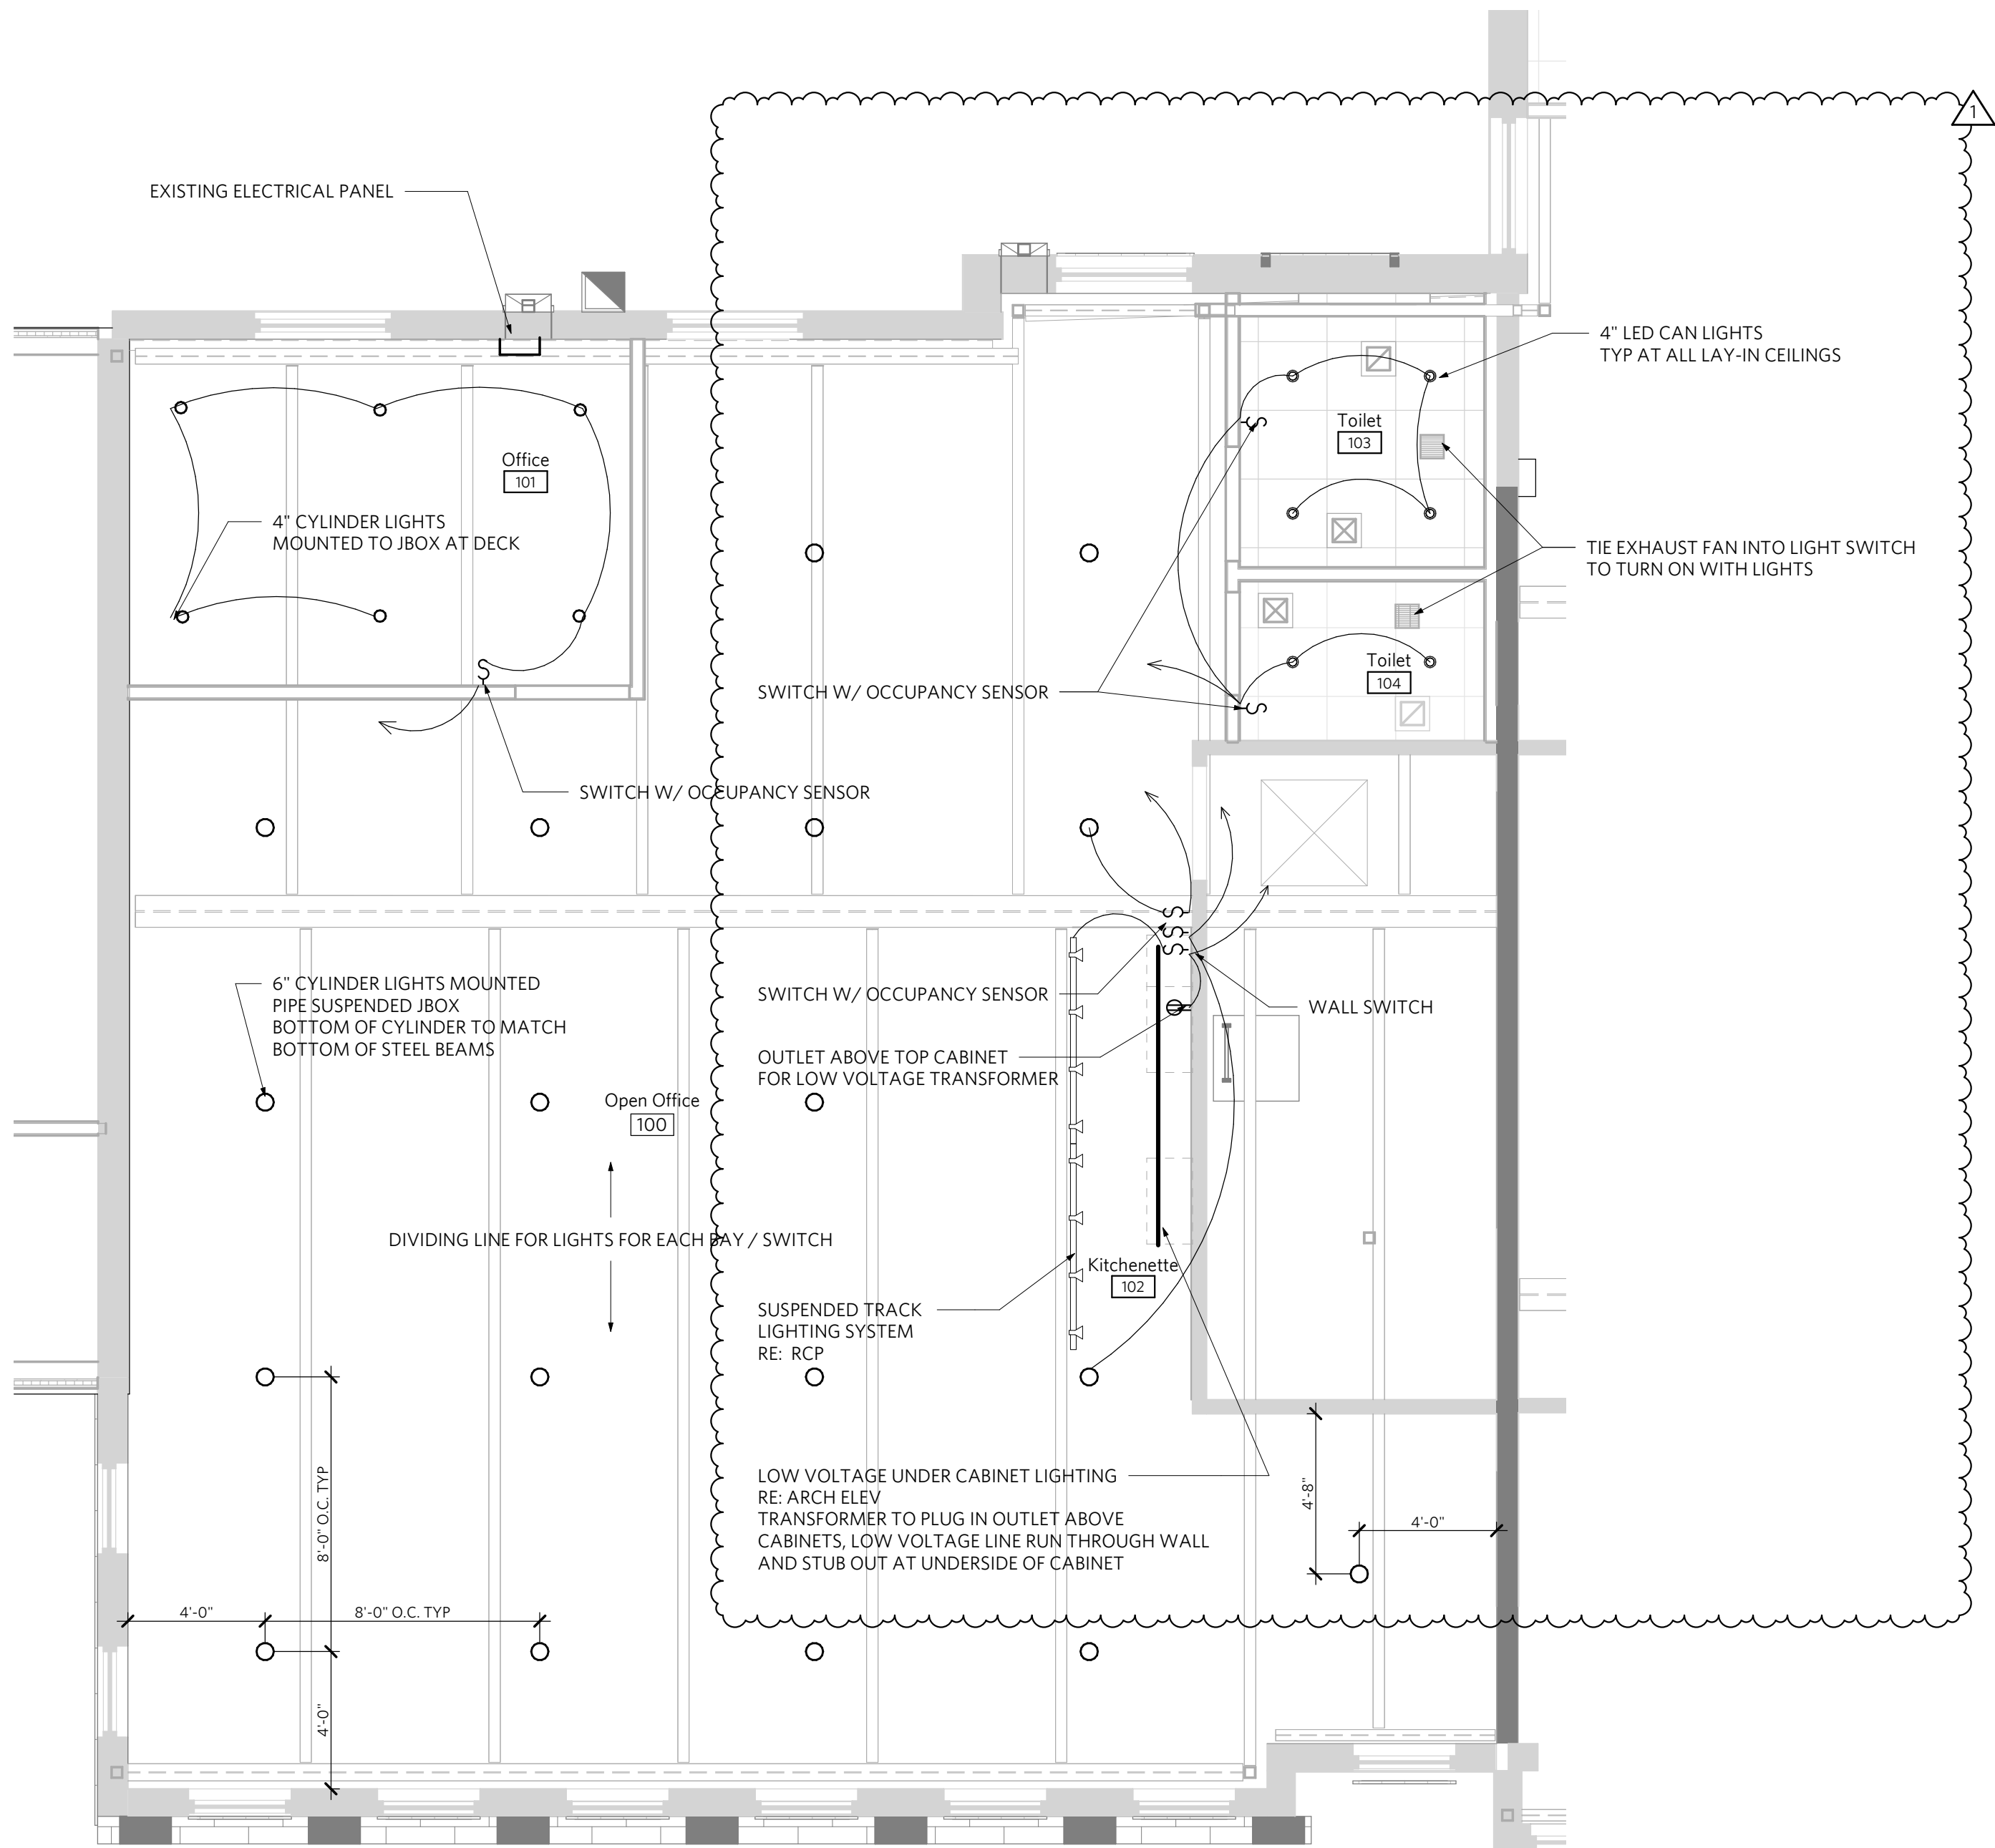 1
EXISTING ELECTRICAL PANEL
4" LED CAN LIGHTS
TYP AT ALL LAY-IN CEILINGS
Toilet
103
Office
101
4" CYLINDER LIGHTS
MOUNTED TO JBOX AT DECK
TIE EXHAUST FAN INTO LIGHT SWITCH
TO TURN ON WITH LIGHTS
Toilet
104
SWITCH W/ OCCUPANCY SENSOR
SWITCH W/ OCCUPANCY SENSOR
6" CYLINDER LIGHTS MOUNTED
PIPE SUSPENDED JBOX
BOTTOM OF CYLINDER TO MATCH
BOTTOM OF STEEL BEAMS
SWITCH W/ OCCUPANCY SENSOR
WALL SWITCH
OUTLET ABOVE TOP CABINET
FOR LOW VOLTAGE TRANSFORMER
Open Office
100
DIVIDING LINE FOR LIGHTS FOR EACH BAY / SWITCH
Kitchenette
102
SUSPENDED TRACK
LIGHTING SYSTEM
RE: RCP
LOW VOLTAGE UNDER CABINET LIGHTING
RE: ARCH ELEV
TRANSFORMER TO PLUG IN OUTLET ABOVE
CABINETS, LOW VOLTAGE LINE RUN THROUGH WALL
AND STUB OUT AT UNDERSIDE OF CABINET
8'-0" O.C. TYP
4'-8"
4'-0"
4'-0"
8'-0" O.C. TYP
4'-0"